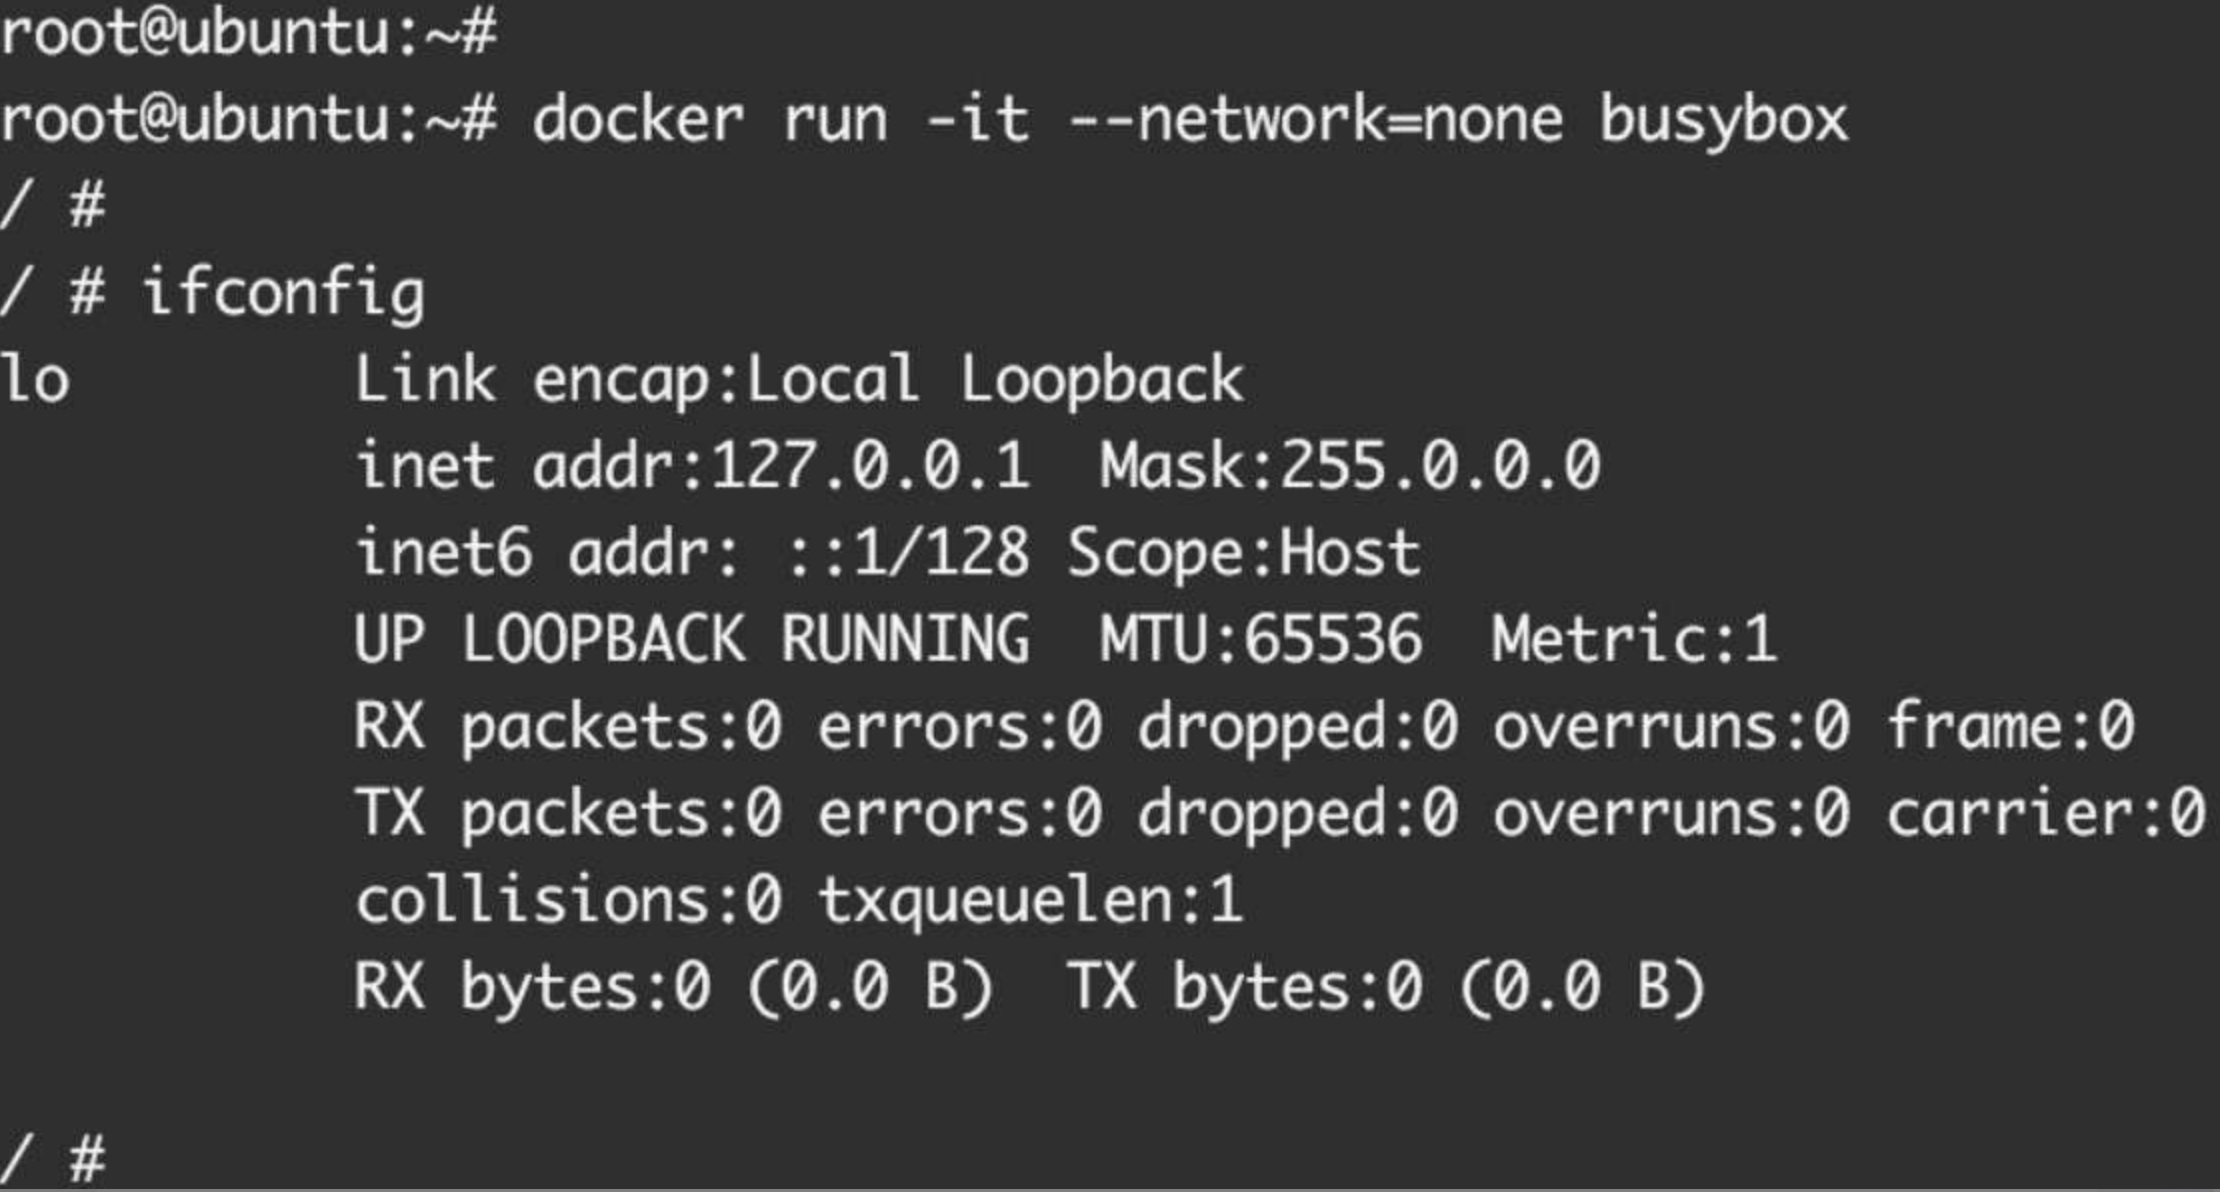 root@ubuntu:~#
root@ubuntu:~# docker run -it --network=none busybox
/ #
/ # ifconfig
lo        Link encap:Local Loopback
          inet addr:127.0.0.1  Mask:255.0.0.0
          inet6 addr: ::1/128 Scope:Host
          UP LOOPBACK RUNNING  MTU:65536  Metric:1
          RX packets:0 errors:0 dropped:0 overruns:0 frame:0
          TX packets:0 errors:0 dropped:0 overruns:0 carrier:0
          collisions:0 txqueuelen:1
          RX bytes:0 (0.0 B)  TX bytes:0 (0.0 B)
/ #